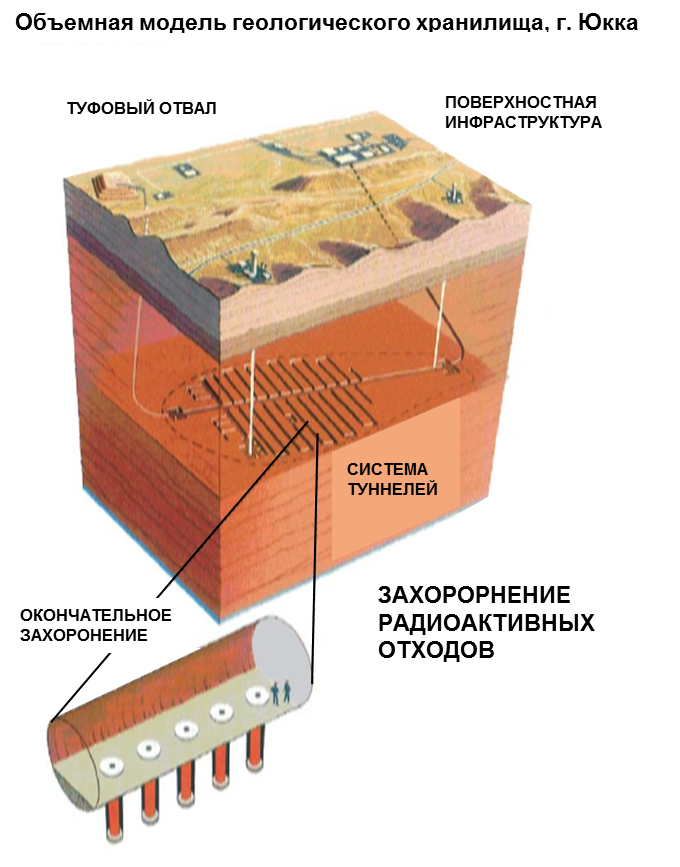 Объемная модель геологического хранилища, г. Юкка
ТУФОВЫЙ ОТВАЛ
ПОВЕРХНОСТНАЯ
ИНФРАСТРУКТУРА
СИСТЕМА
ТУННЕЛЕЙ
ЗАХОРОРНЕНИЕ
РАДИОАКТИВНЫХ
ОТХОДОВ
ОКОНЧАТЕЛЬНОЕ
ЗАХОРОНЕНИЕ